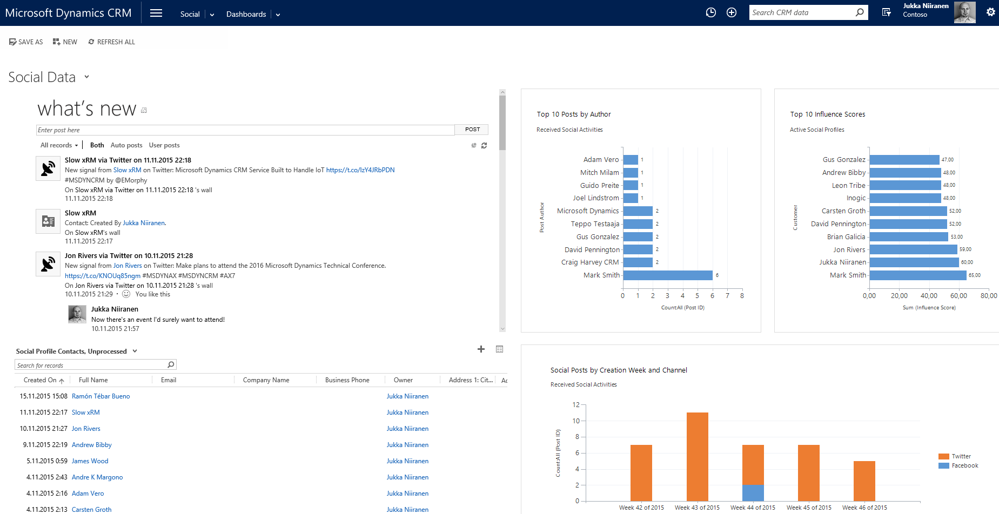 Microsoft Dynamics CRM
Social
Dashboards
Search CRM data
Jukka Niiranen
Contoso
SAVE AS
NEW
REFRESH ALL
Social Data
what's new
Enter post here
POST
All records
Both
Auto posts
User posts
Slow xRM via Twitter on 11.11.2015 22:18
New signal from Slow xRM on Twitter: Microsoft Dynamics CRM Service Built to Handle IoT https://t.co/IzY4JRbPDN
#MSDYNCRM by @EMorphy
On Slow xRM via Twitter on 11.11.2015 22:18 's wall
11.11.2015 22:18
Slow xRM
Contact: Created By Jukka Niiranen.
On Slow xRM's wall
11.11.2015 22:17
Jon Rivers via Twitter on 10.11.2015 21:28
New signal from Jon Rivers on Twitter: Make plans to attend the 2016 Microsoft Dynamics Technical Conference.
https://t.co/KNOUq85ngm #MSDYNAX #MSDYNCRM #AX7
On Jon Rivers via Twitter on 10.11.2015 21:28 's wall
10.11.2015 21:29 · You like this
Jukka Niiranen
Now there's an event I'd surely want to attend!
10.11.2015 21:57
Top 10 Posts by Author
Received Social Activities
Post Author
Adam Vero 1
Mitch Milam 1
Guido Preite 1
Joel Lindstrom 1
Microsoft Dynamics 2
Teppo Testaaja 2
Gus Gonzalez 2
David Pennington 2
Craig Harvey CRM 2
Mark Smith 6
0 1 2 3 4 5 6 7 8
Count:All (Post ID)
Top 10 Influence Scores
Active Social Profiles
Customer
Gus Gonzalez 47,00
Andrew Bibby 48,00
Leon Tribe 48,00
Inogic 48,00
Carsten Groth 52,00
David Pennington 52,00
Brian Galicia 53,00
Jon Rivers 59,00
Jukka Niiranen 60,00
Mark Smith 65,00
0,00 20,00 40,00 60,00 80,00
Sum (Influence Score)
Social Profile Contacts, Unprocessed
Search for records
Created On Full Name Email Company Name Business Phone Owner Address 1: Cit... Ac
15.11.2015 15:08 Ramón Tébar Bueno Jukka Niiranen
11.11.2015 22:17 Slow xRM Jukka Niiranen
10.11.2015 21:27 Jon Rivers Jukka Niiranen
9.11.2015 22:19 Andrew Bibby Jukka Niiranen
5.11.2015 0:59 James Wood Jukka Niiranen
4.11.2015 2:43 Andre K Margono Jukka Niiranen
4.11.2015 2:16 Adam Vero Jukka Niiranen
4.11.2015 2:13 Carsten Groth Jukka Niiranen
Social Posts by Creation Week and Channel
Received Social Activities
Count:All (Post ID)
12
10
8
6
4
2
0
Week 42 of 2015 Week 43 of 2015 Week 44 of 2015 Week 45 of 2015 Week 46 of 2015
Twitter
Facebook